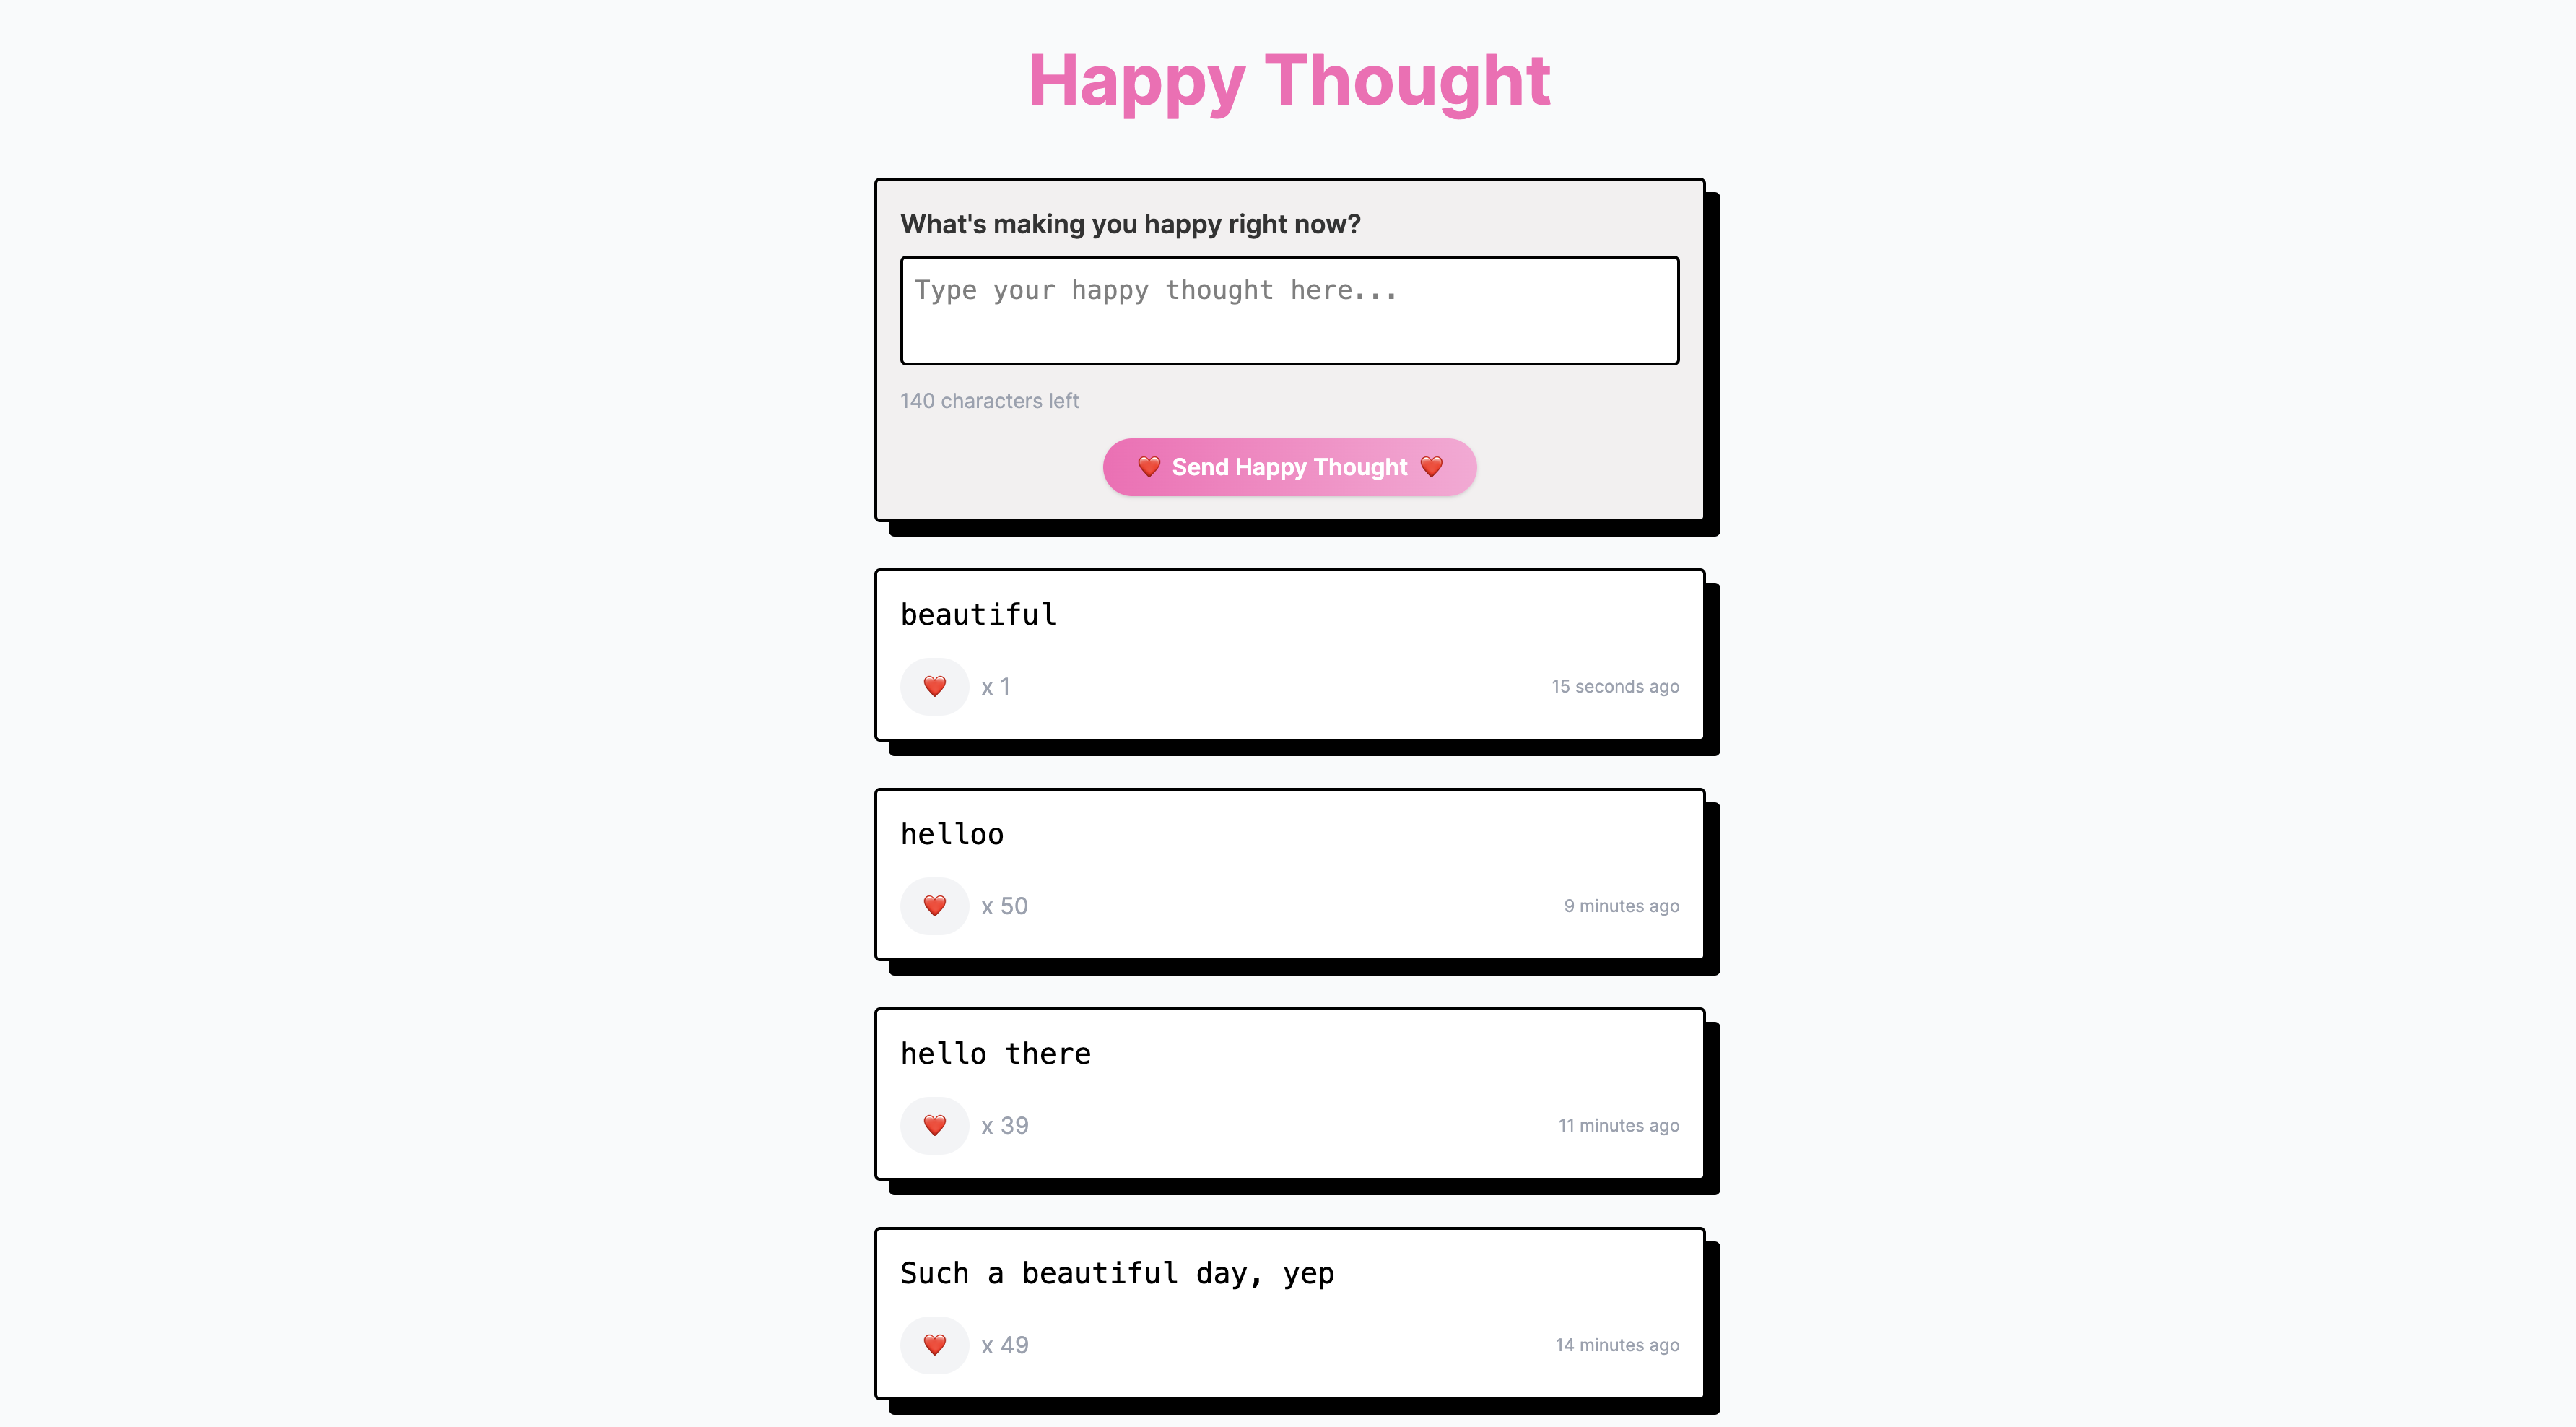 Happy Thought
What's making you happy right now?
Type your happy thought here...
140 characters left
❤️ Send Happy Thought ❤️
beautiful
❤️ x 1 15 seconds ago
helloo
❤️ x 50 9 minutes ago
hello there
❤️ x 39 11 minutes ago
Such a beautiful day, yep
❤️ x 49 14 minutes ago